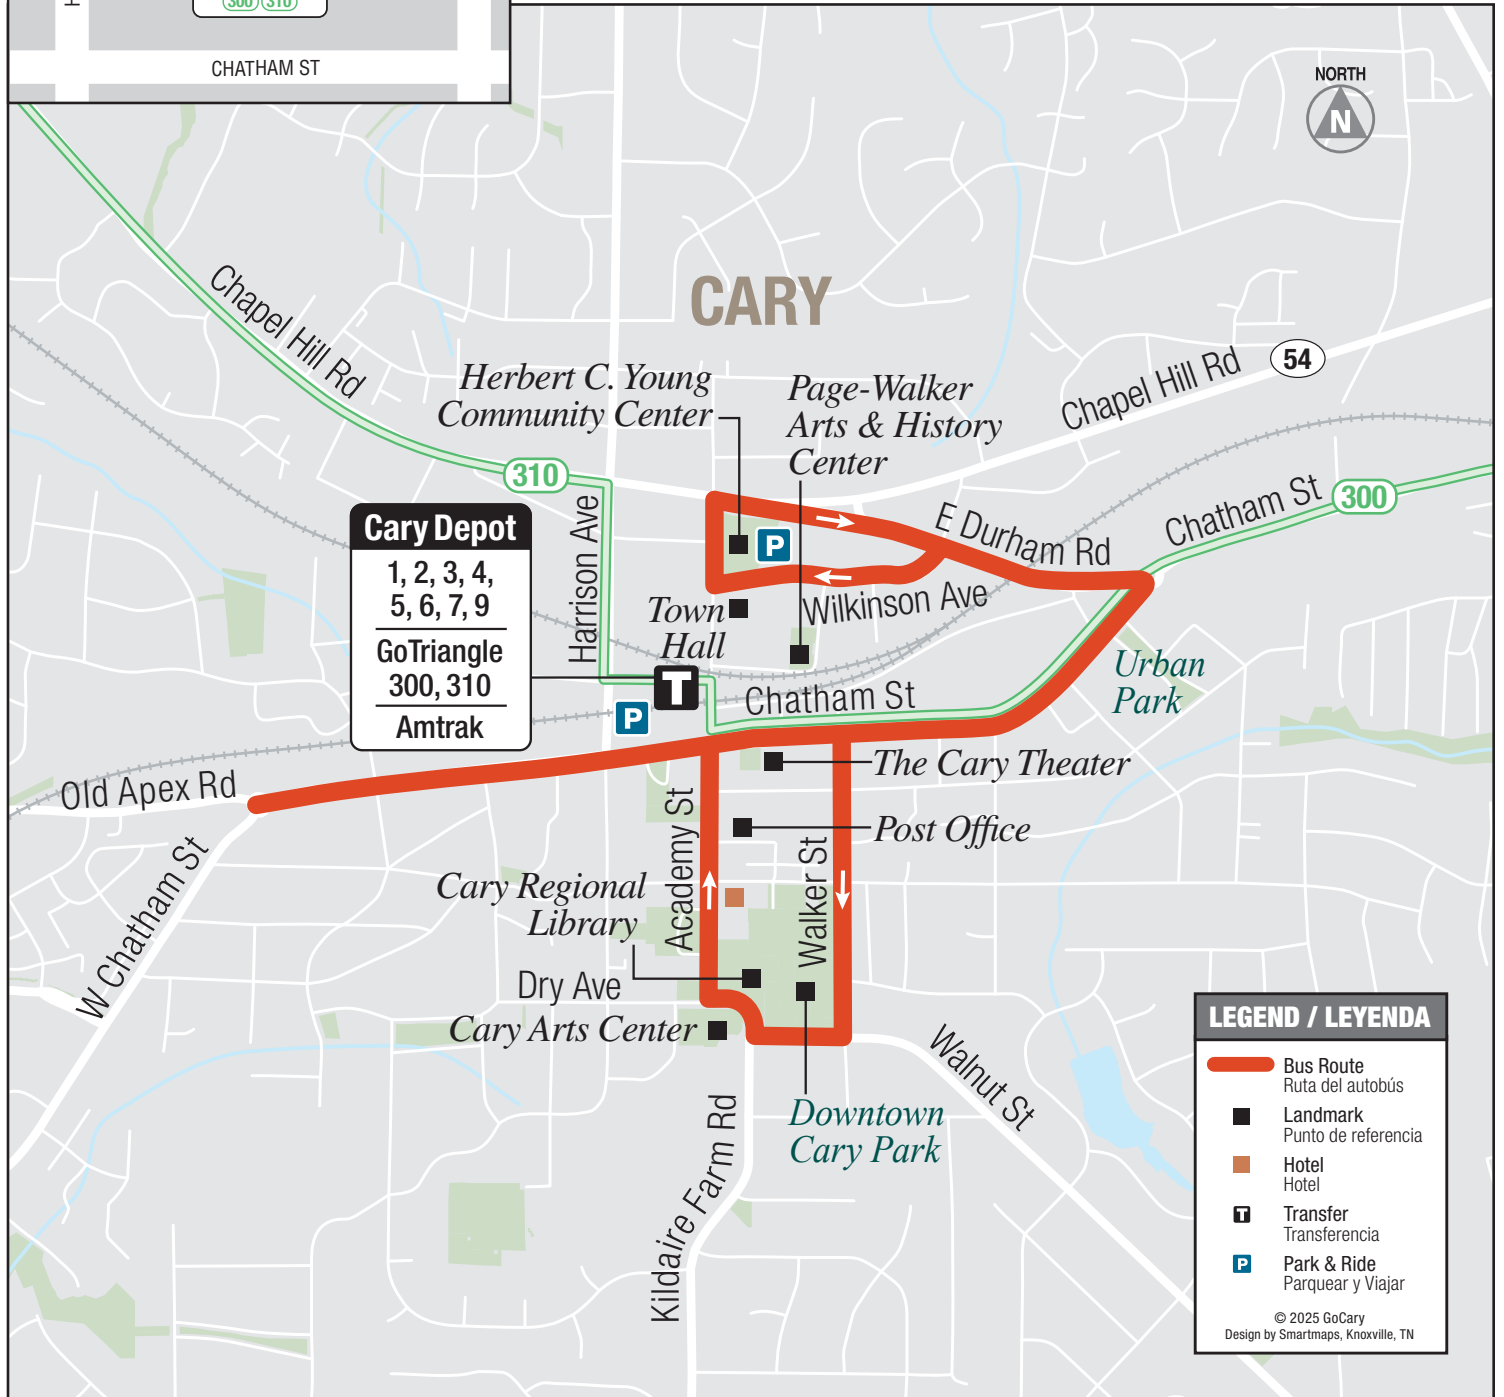 300 310
CHATHAM ST
NORTH
N
CARY
Chapel Hill Rd
Herbert C. Young
Community Center
Page-Walker
Arts & History
Center
Chapel Hill Rd
54
310
Chatham St
300
E Durham Rd
Harrison Ave
Cary Depot
1, 2, 3, 4,
5, 6, 7, 9
GoTriangle
300, 310
Amtrak
P
Town
Hall
Wilkinson Ave
T
P
Chatham St
Urban
Park
Old Apex Rd
The Cary Theater
Post Office
Academy St
Walker St
W Chatham St
Cary Regional
Library
Dry Ave
Cary Arts Center
Walnut St
Downtown
Cary Park
Kildaire Farm Rd
LEGEND / LEYENDA
Bus Route
Ruta del autobús
Landmark
Punto de referencia
Hotel
Hotel
T
Transfer
Transferencia
P
Park & Ride
Parquear y Viajar
© 2025 GoCary
Design by Smartmaps, Knoxville, TN